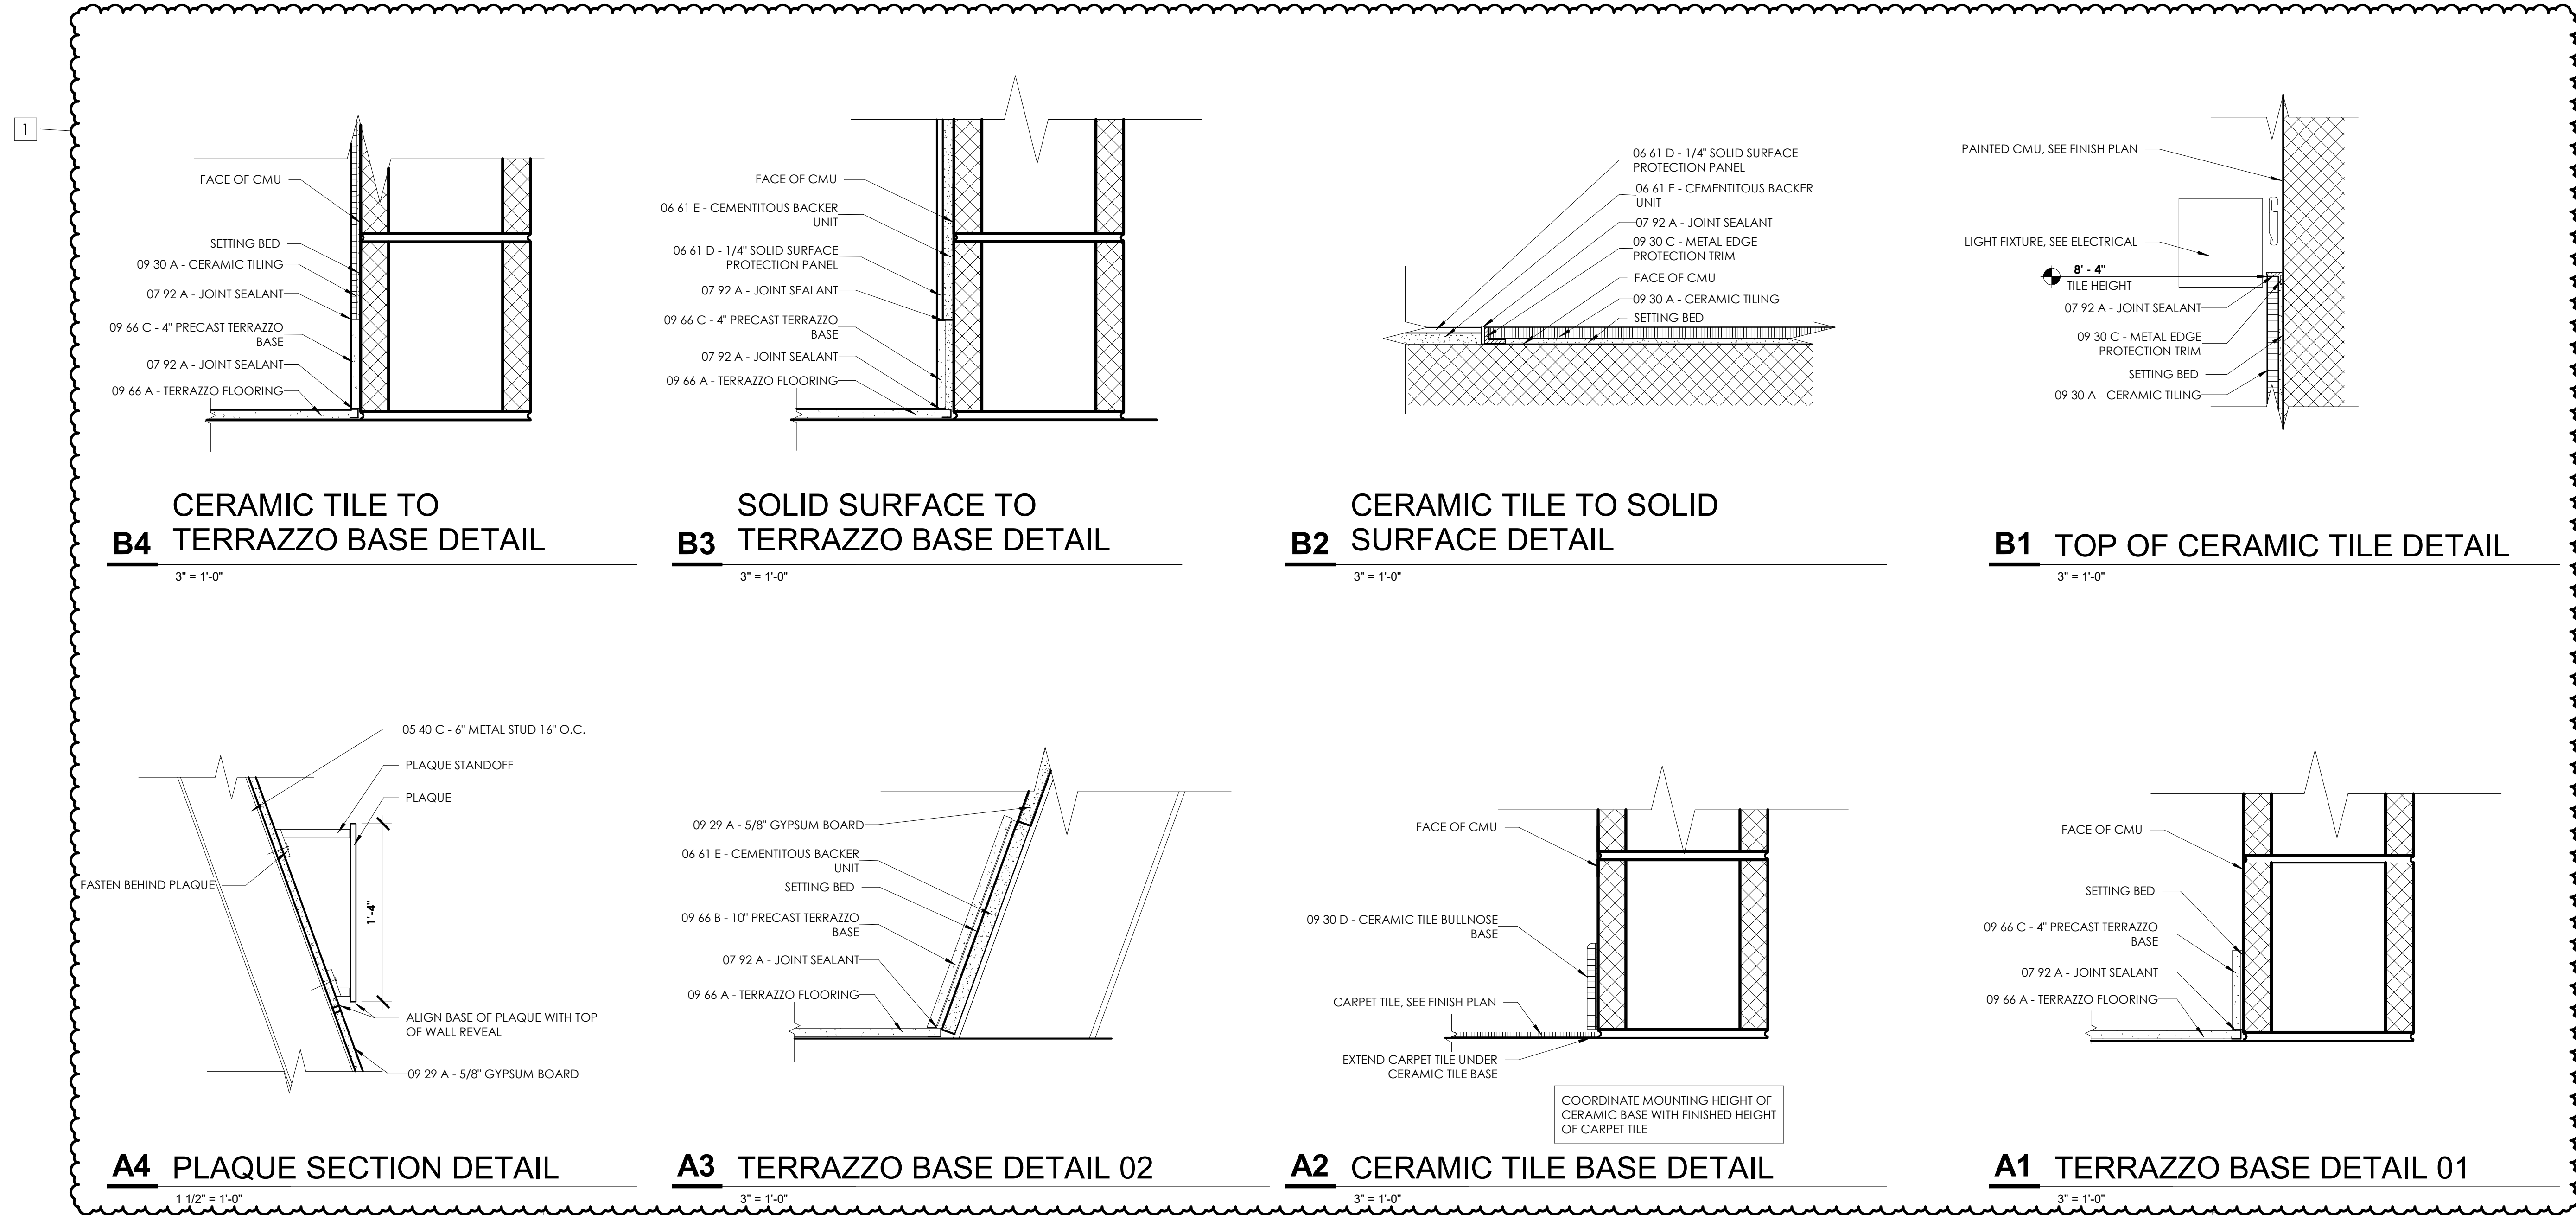 1
FACE OF CMU
SETTING BED
09 30 A - CERAMIC TILING
07 92 A - JOINT SEALANT
09 66 C - 4" PRECAST TERRAZZO
BASE
07 92 A - JOINT SEALANT
09 66 A - TERRAZZO FLOORING
B4
CERAMIC TILE TO
TERRAZZO BASE DETAIL
3" = 1'-0"
FACE OF CMU
06 61 E - CEMENTITOUS BACKER
UNIT
06 61 D - 1/4" SOLID SURFACE
PROTECTION PANEL
07 92 A - JOINT SEALANT
09 66 C - 4" PRECAST TERRAZZO
BASE
07 92 A - JOINT SEALANT
09 66 A - TERRAZZO FLOORING
B3
SOLID SURFACE TO
TERRAZZO BASE DETAIL
3" = 1'-0"
06 61 D - 1/4" SOLID SURFACE
PROTECTION PANEL
06 61 E - CEMENTITOUS BACKER
UNIT
07 92 A - JOINT SEALANT
09 30 C - METAL EDGE
PROTECTION TRIM
FACE OF CMU
09 30 A - CERAMIC TILING
SETTING BED
B2
CERAMIC TILE TO SOLID
SURFACE DETAIL
3" = 1'-0"
PAINTED CMU, SEE FINISH PLAN
LIGHT FIXTURE, SEE ELECTRICAL
8' - 4"
TILE HEIGHT
07 92 A - JOINT SEALANT
09 30 C - METAL EDGE
PROTECTION TRIM
SETTING BED
09 30 A - CERAMIC TILING
B1 TOP OF CERAMIC TILE DETAIL
3" = 1'-0"
05 40 C - 6" METAL STUD 16" O.C.
PLAQUE STANDOFF
PLAQUE
FASTEN BEHIND PLAQUE
1'-4"
ALIGN BASE OF PLAQUE WITH TOP
OF WALL REVEAL
09 29 A - 5/8" GYPSUM BOARD
A4 PLAQUE SECTION DETAIL
1 1/2" = 1'-0"
09 29 A - 5/8" GYPSUM BOARD
06 61 E - CEMENTITOUS BACKER
UNIT
SETTING BED
09 66 B - 10" PRECAST TERRAZZO
BASE
07 92 A - JOINT SEALANT
09 66 A - TERRAZZO FLOORING
A3 TERRAZZO BASE DETAIL 02
3" = 1'-0"
FACE OF CMU
09 30 D - CERAMIC TILE BULLNOSE
BASE
CARPET TILE, SEE FINISH PLAN
EXTEND CARPET TILE UNDER
CERAMIC TILE BASE
COORDINATE MOUNTING HEIGHT OF
CERAMIC BASE WITH FINISHED HEIGHT
OF CARPET TILE
A2 CERAMIC TILE BASE DETAIL
3" = 1'-0"
FACE OF CMU
SETTING BED
09 66 C - 4" PRECAST TERRAZZO
BASE
07 92 A - JOINT SEALANT
09 66 A - TERRAZZO FLOORING
A1 TERRAZZO BASE DETAIL 01
3" = 1'-0"